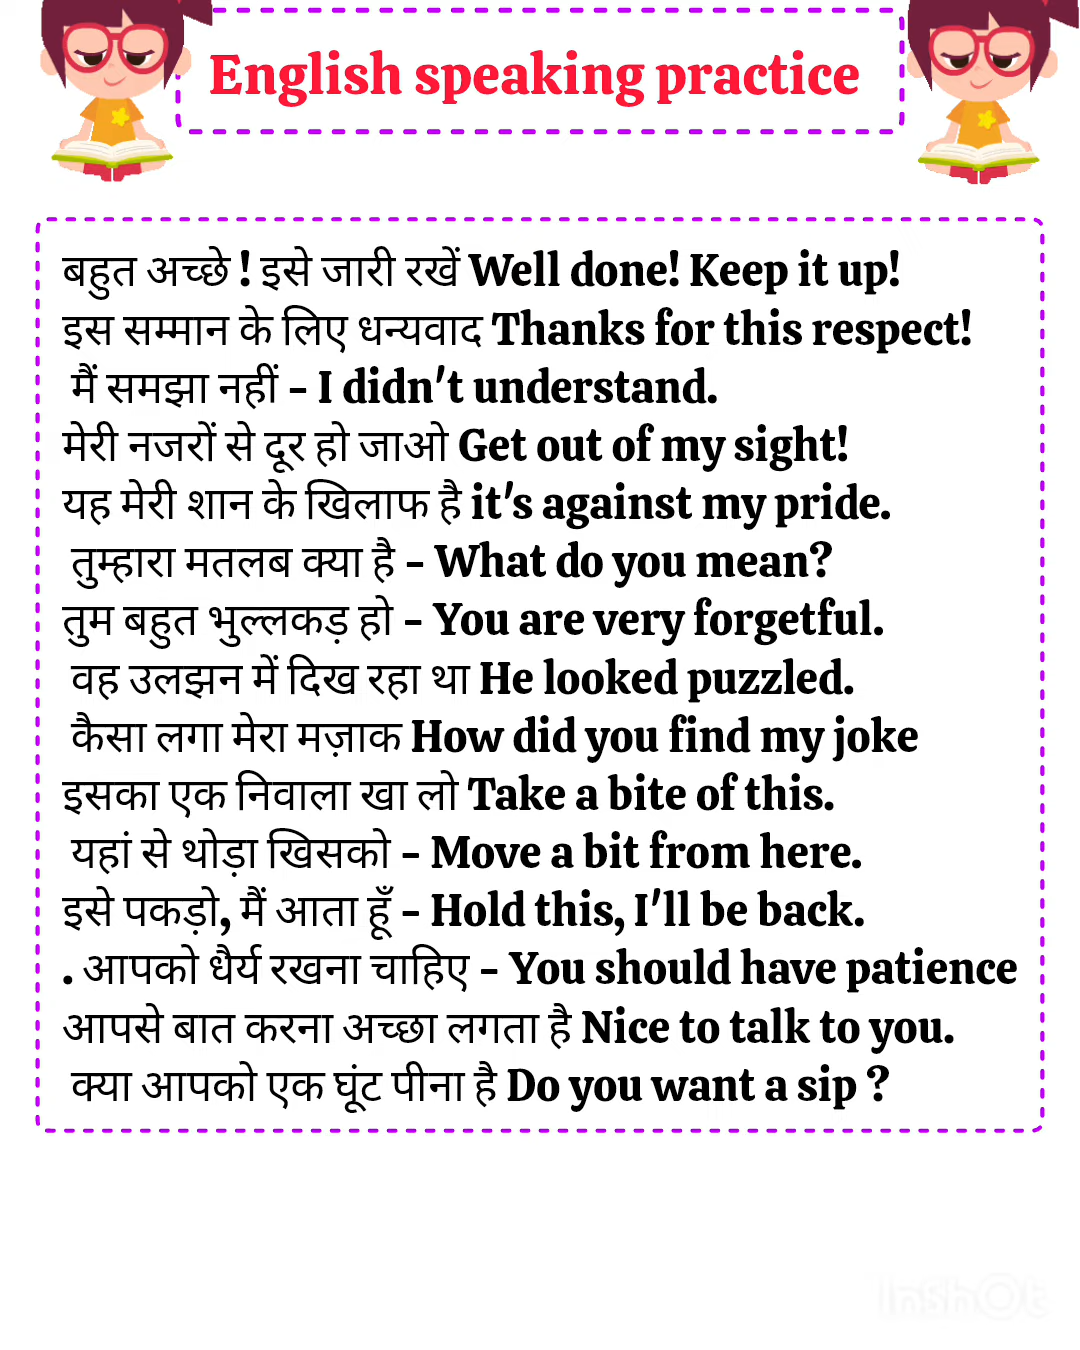 English speaking practice
बहुत अच्छे ! इसे जारी रखें Well done! Keep it up!
इस सम्मान के लिए धन्यवाद Thanks for this respect!
मैं समझा नहीं - I didn't understand.
मेरी नजरों से दूर हो जाओ Get out of my sight!
यह मेरी शान के खिलाफ है it's against my pride.
तुम्हारा मतलब क्या है - What do you mean?
तुम बहुत भुल्लकड़ हो - You are very forgetful.
वह उलझन में दिख रहा था He looked puzzled.
कैसा लगा मेरा मज़ाक How did you find my joke
इसका एक निवाला खा लो Take a bite of this.
यहां से थोड़ा खिसको - Move a bit from here.
इसे पकड़ो, मैं आता हूँ - Hold this, I'll be back.
. आपको धैर्य रखना चाहिए - You should have patience
आपसे बात करना अच्छा लगता है Nice to talk to you.
क्या आपको एक घूंट पीना है Do you want a sip ?
InshOt